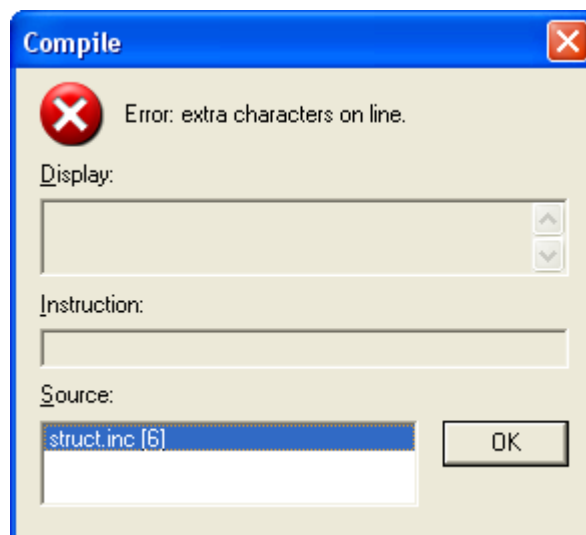 Compile
Error: extra characters on line.
Display:
Instruction:
Source:
struct.inc [6]
OK